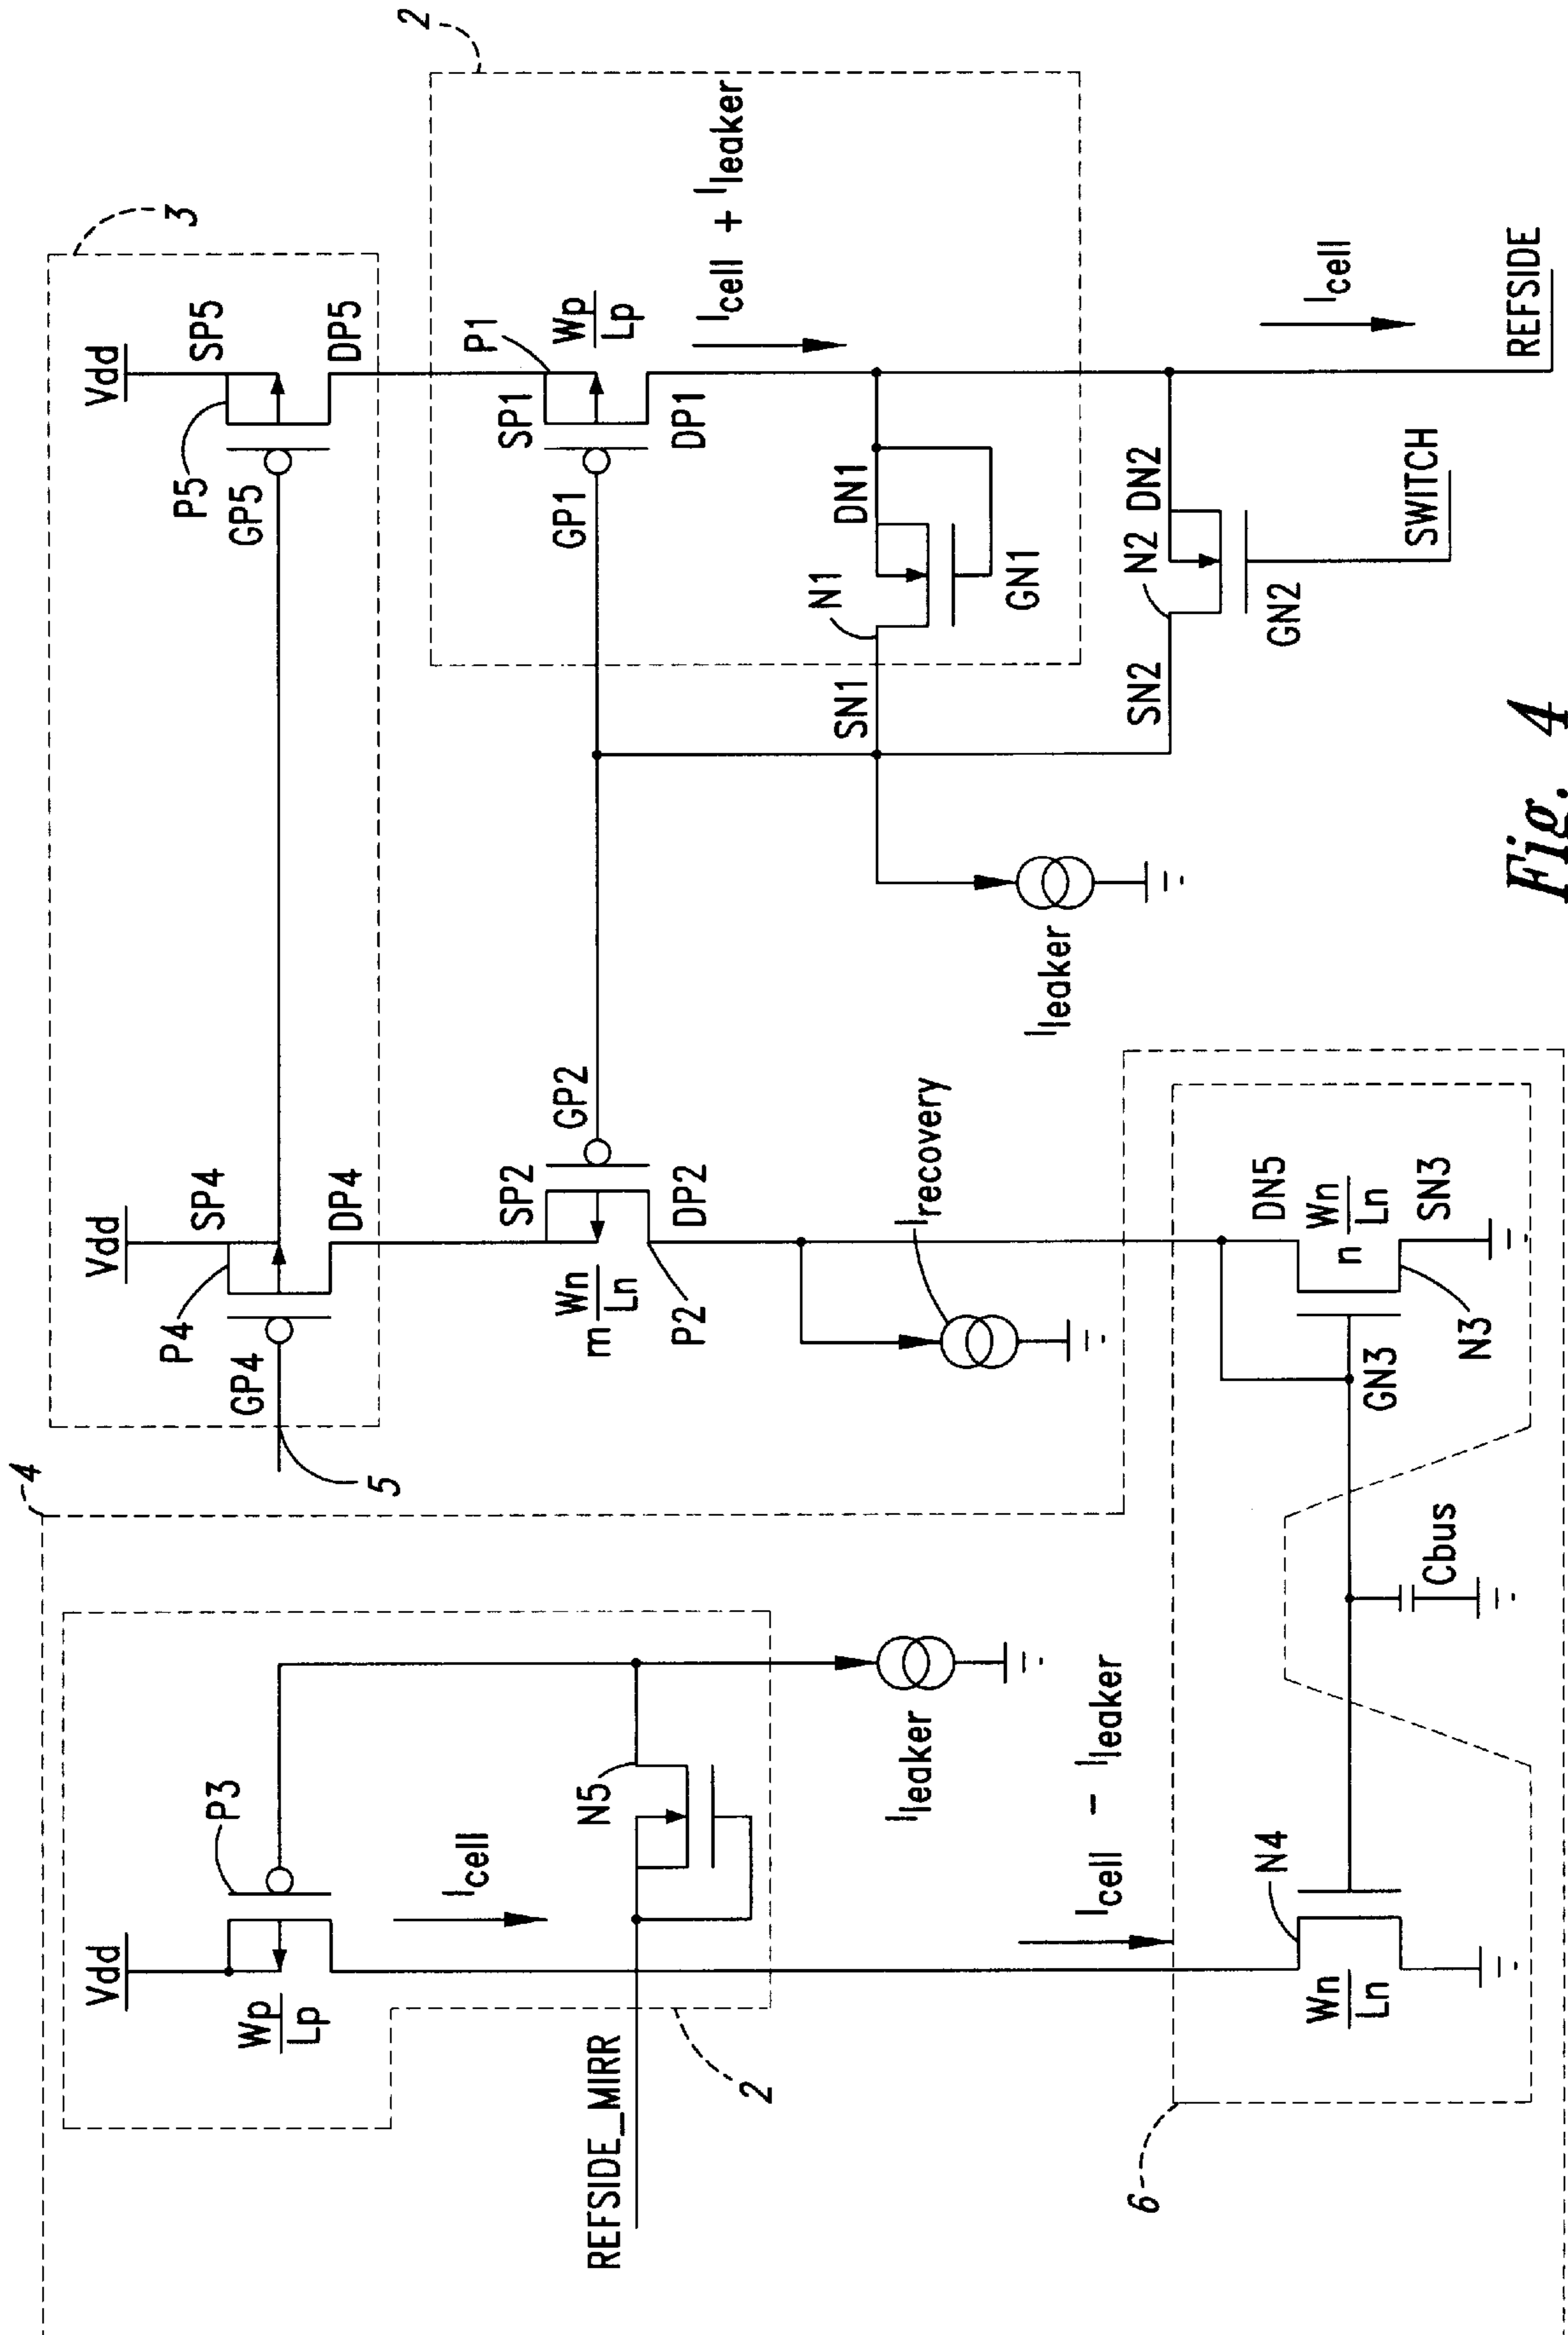 4
3
2
Vdd
P3
Wp
Lp
Icell
N5
REFSIDE_MIRR
2
Ileaker
Vdd
SP4
P4
GP4
DP4
5
Vdd
SP5
P5
GP5
DP5
SP2
GP2
m Wn
Ln
DP2
P2
Irecovery
SP1
P1
Wp
Lp
GP1
DP1
Icell + Ileaker
N1
DN1
SN1
GN1
Ileaker
SN2
N2
DN2
GN2
SWITCH
Icell
REFSIDE
Icell - Ileaker
6
N4
Wn
Ln
Cbus
GN3
DN5
n Wn
Ln
SN3
N3
Fig. 4